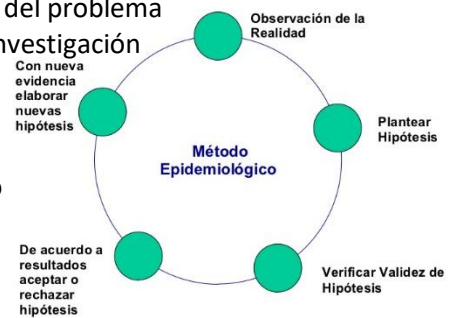 del problema
nvestigación
Observación de la
Realidad
Con nueva
evidencia
elaborar
nuevas
hipótesis
Plantear
Hipótesis
Método
Epidemiológico
o
De acuerdo a
resultados
aceptar o
rechazar
hipótesis
Verificar Validez de
Hipótesis